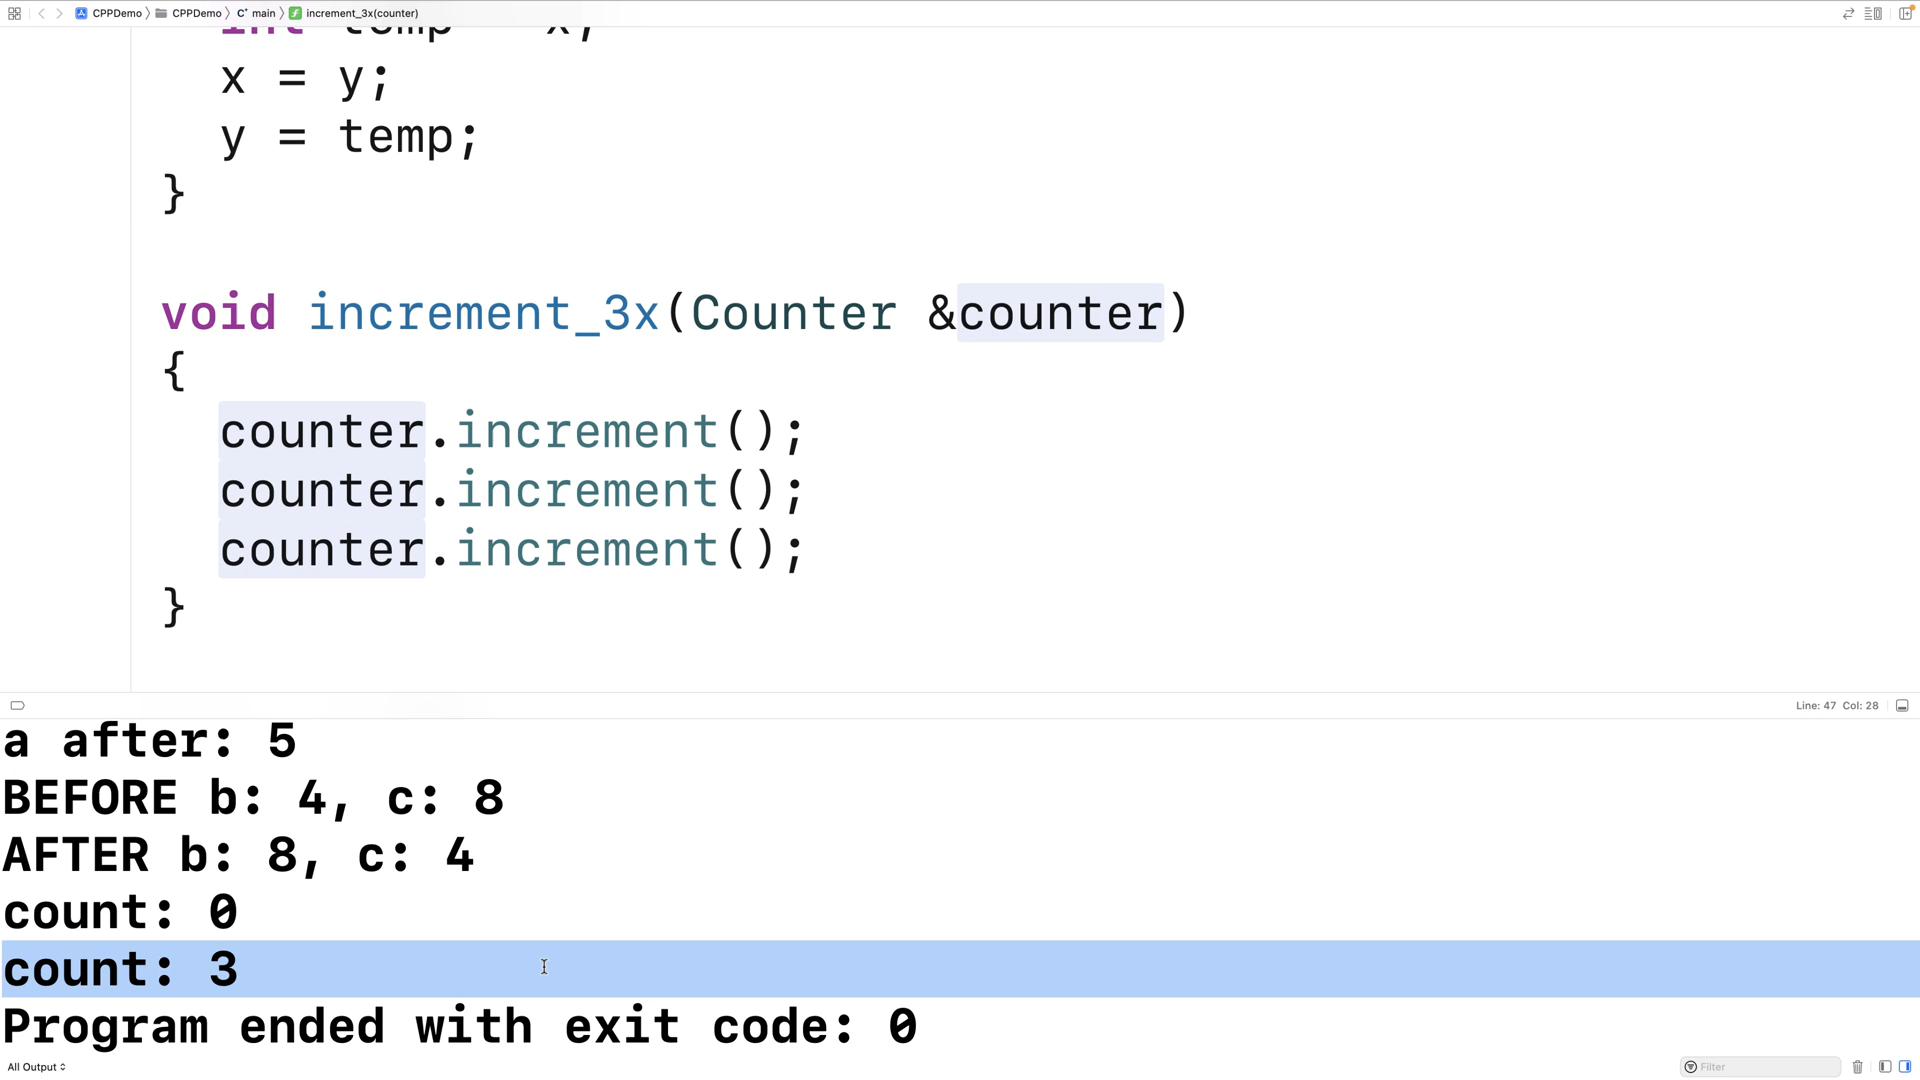 CPPDemo CPPDemo main increment_3x(counter)
int temp = x;
x = y;
y = temp;
}
void increment_3x(Counter &counter)
{
counter.increment();
counter.increment();
counter.increment();
}
Line: 47 Col: 28
a after: 5
BEFORE b: 4, c: 8
AFTER b: 8, c: 4
count: 0
count: 3
Program ended with exit code: 0
All Output
Filter